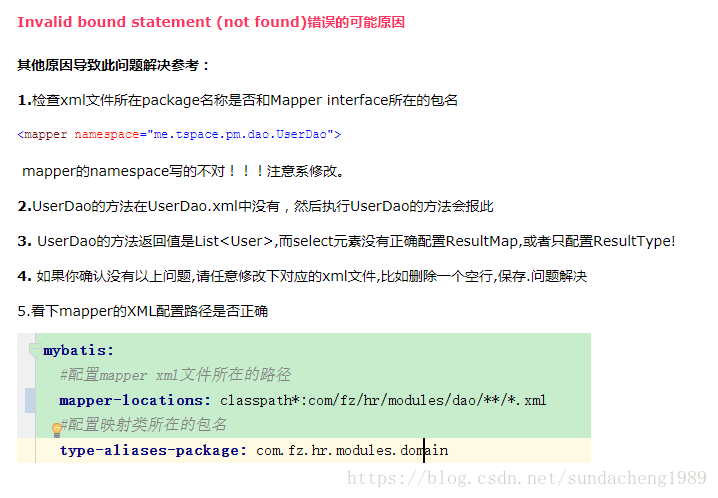 Invalid bound statement (not found)错误的可能原因
其他原因导致此问题解决参考：
1.检查xml文件所在package名称是否和Mapper interface所在的包名
<mapper namespace="me.tspace.pm.dao.UserDao">
mapper的namespace写的不对！！！注意系修改。
2.UserDao的方法在UserDao.xml中没有，然后执行UserDao的方法会报此
3. UserDao的方法返回值是List<User>,而select元素没有正确配置ResultMap,或者只配置ResultType!
4. 如果你确认没有以上问题,请任意修改下对应的xml文件,比如删除一个空行,保存.问题解决
5.看下mapper的XML配置路径是否正确
mybatis:
#配置mapper xml文件所在的路径
mapper-locations: classpath*:com/fz/hr/modules/dao/**/*.xml
#配置映射类所在的包名
type-aliases-package: com.fz.hr.modules.domain
https://blog.csdn.net/sundacheng1989